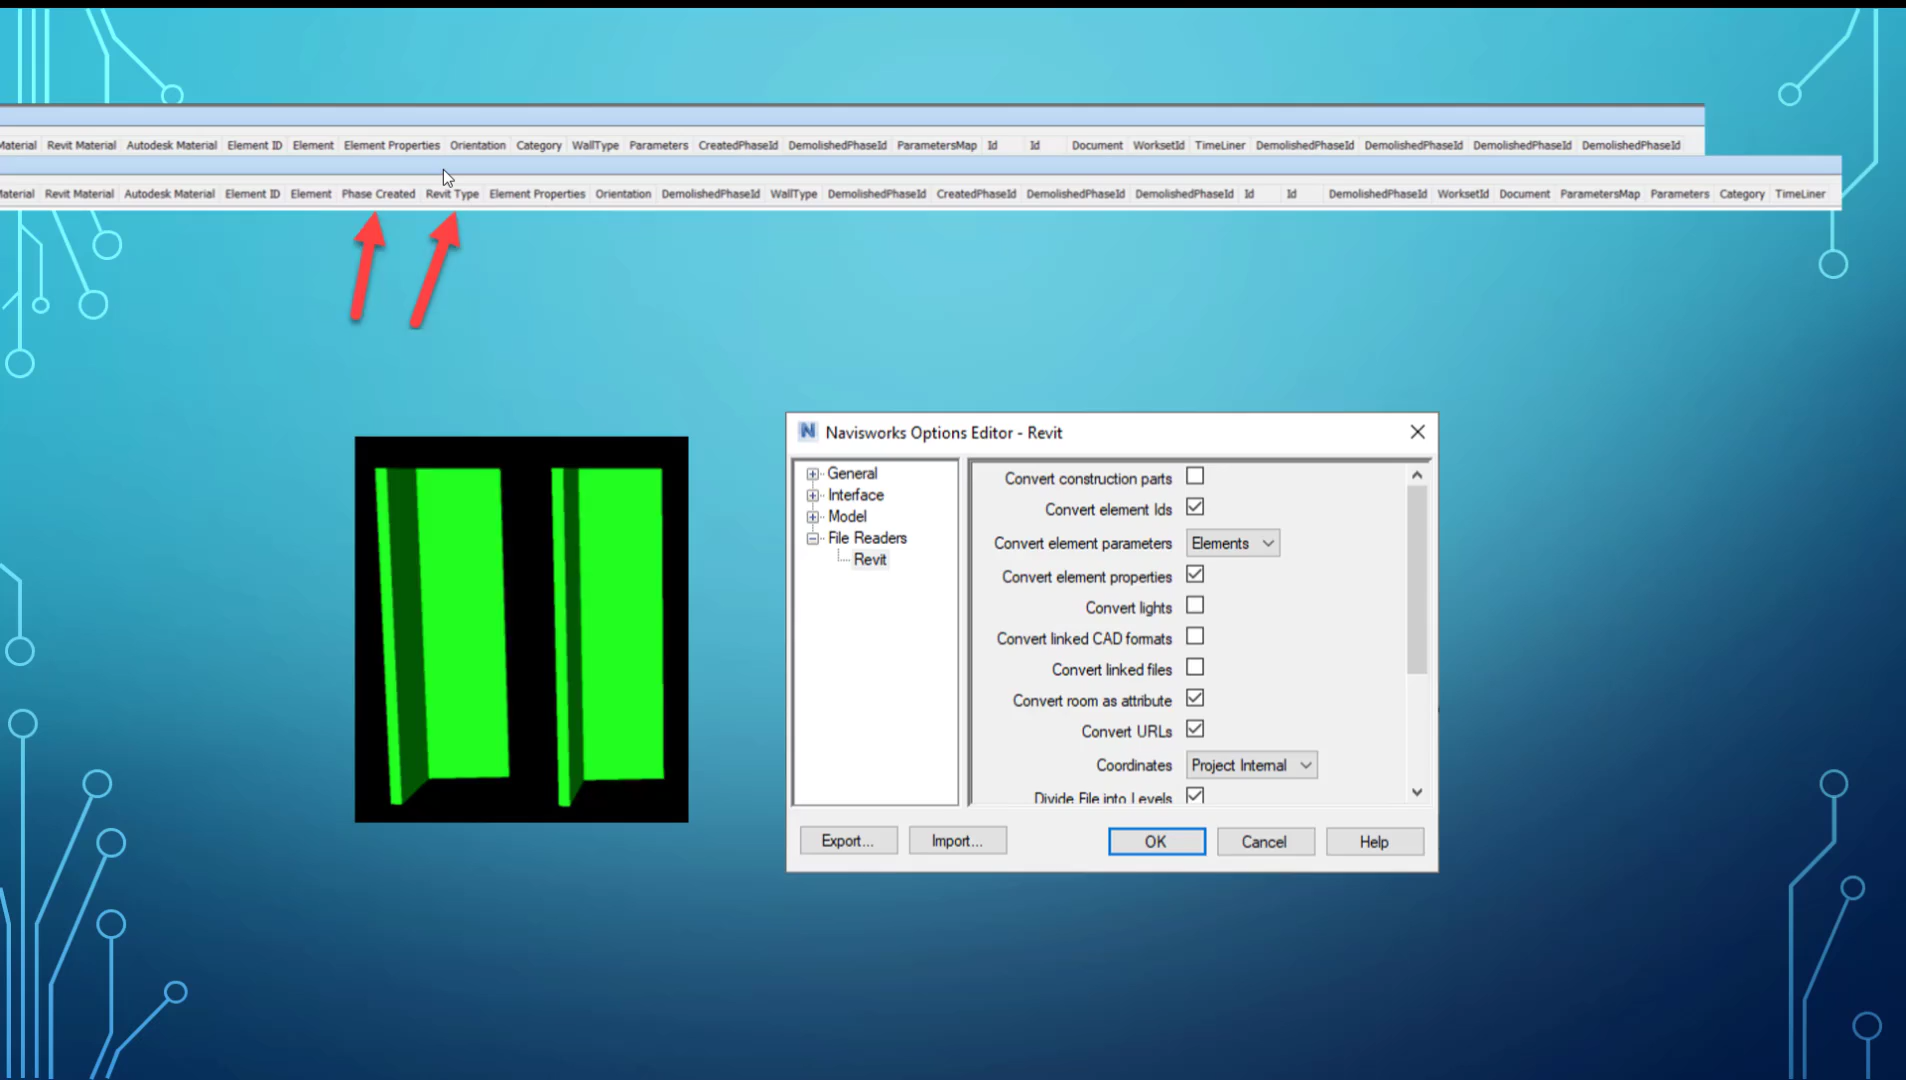 Material Revit Material Autodesk Material Element ID Element Element Properties Orientation Category WallType Parameters CreatedPhaseId DemolishedPhaseId ParametersMap Id Id Document WorksetId TimeLiner DemolishedPhaseId DemolishedPhaseId DemolishedPhaseId DemolishedPhaseId
Material Revit Material Autodesk Material Element ID Element Phase Created Revit Type Element Properties Orientation DemolishedPhaseId WallType DemolishedPhaseId CreatedPhaseId DemolishedPhaseId DemolishedPhaseId Id Id DemolishedPhaseId WorksetId Document ParametersMap Parameters Category TimeLiner
Navisworks Options Editor - Revit
General
Interface
Model
File Readers
Revit
Convert construction parts
Convert element Ids
Convert element parameters Elements
Convert element properties
Convert lights
Convert linked CAD formats
Convert linked files
Convert room as attribute
Convert URLs
Coordinates Project Internal
Divide File into Levels
Export... Import... OK Cancel Help